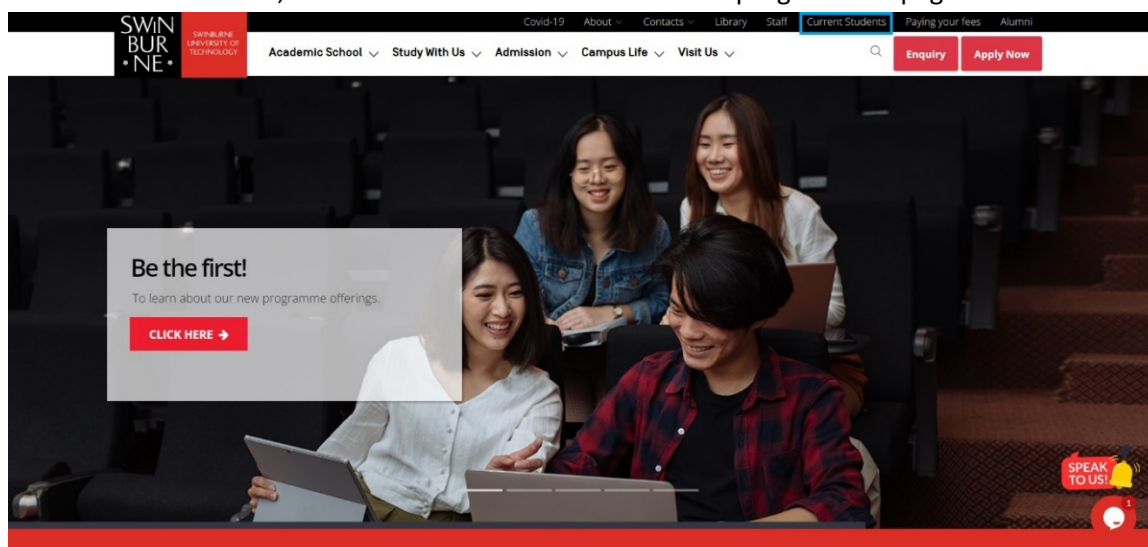 Covid-19 About Contacts Library Staff Current Students Paying your fees Alumni
SWIN
BUR
NE
SWINBURNE
UNIVERSITY OF
TECHNOLOGY
Academic School Study With Us Admission Campus Life Visit Us
Enquiry Apply Now
Be the first!
To learn about our new programme offerings.
CLICK HERE →
SPEAK
TO US!
1